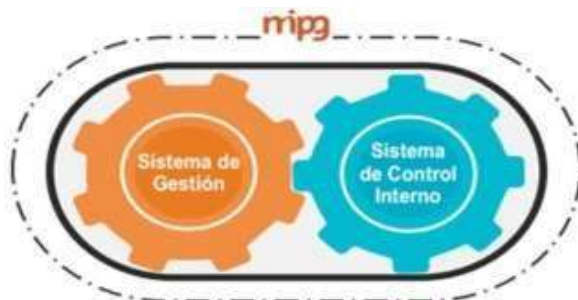 mipg
Sistema de
Gestión
Sistema
de Control
Interno